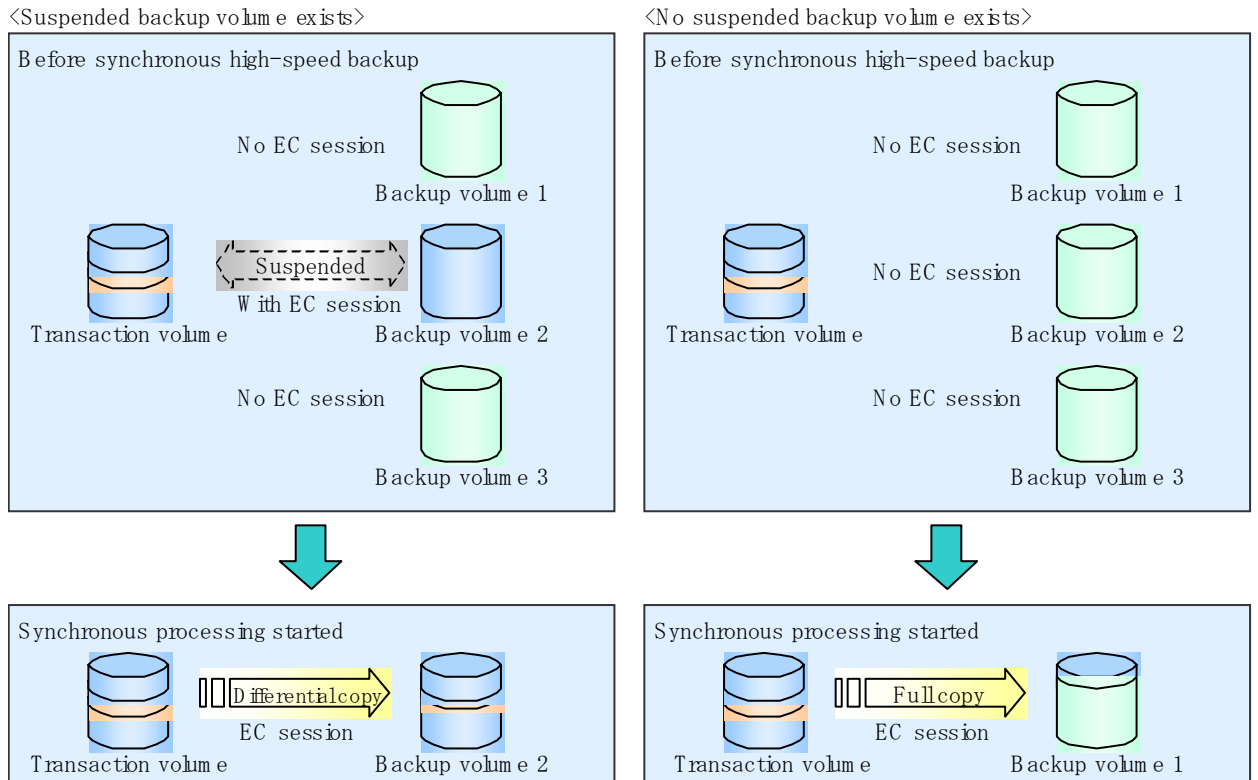 <Suspended backup volume exists>
Before synchronous high-speed backup
No EC session
Backup volume 1
Suspended
With EC session
Transaction volume
Backup volume 2
No EC session
Backup volume 3
Synchronous processing started
Differential copy
EC session
Transaction volume
Backup volume 2
<No suspended backup volume exists>
Before synchronous high-speed backup
No EC session
Backup volume 1
No EC session
Transaction volume
Backup volume 2
No EC session
Backup volume 3
Synchronous processing started
Full copy
EC session
Transaction volume
Backup volume 1